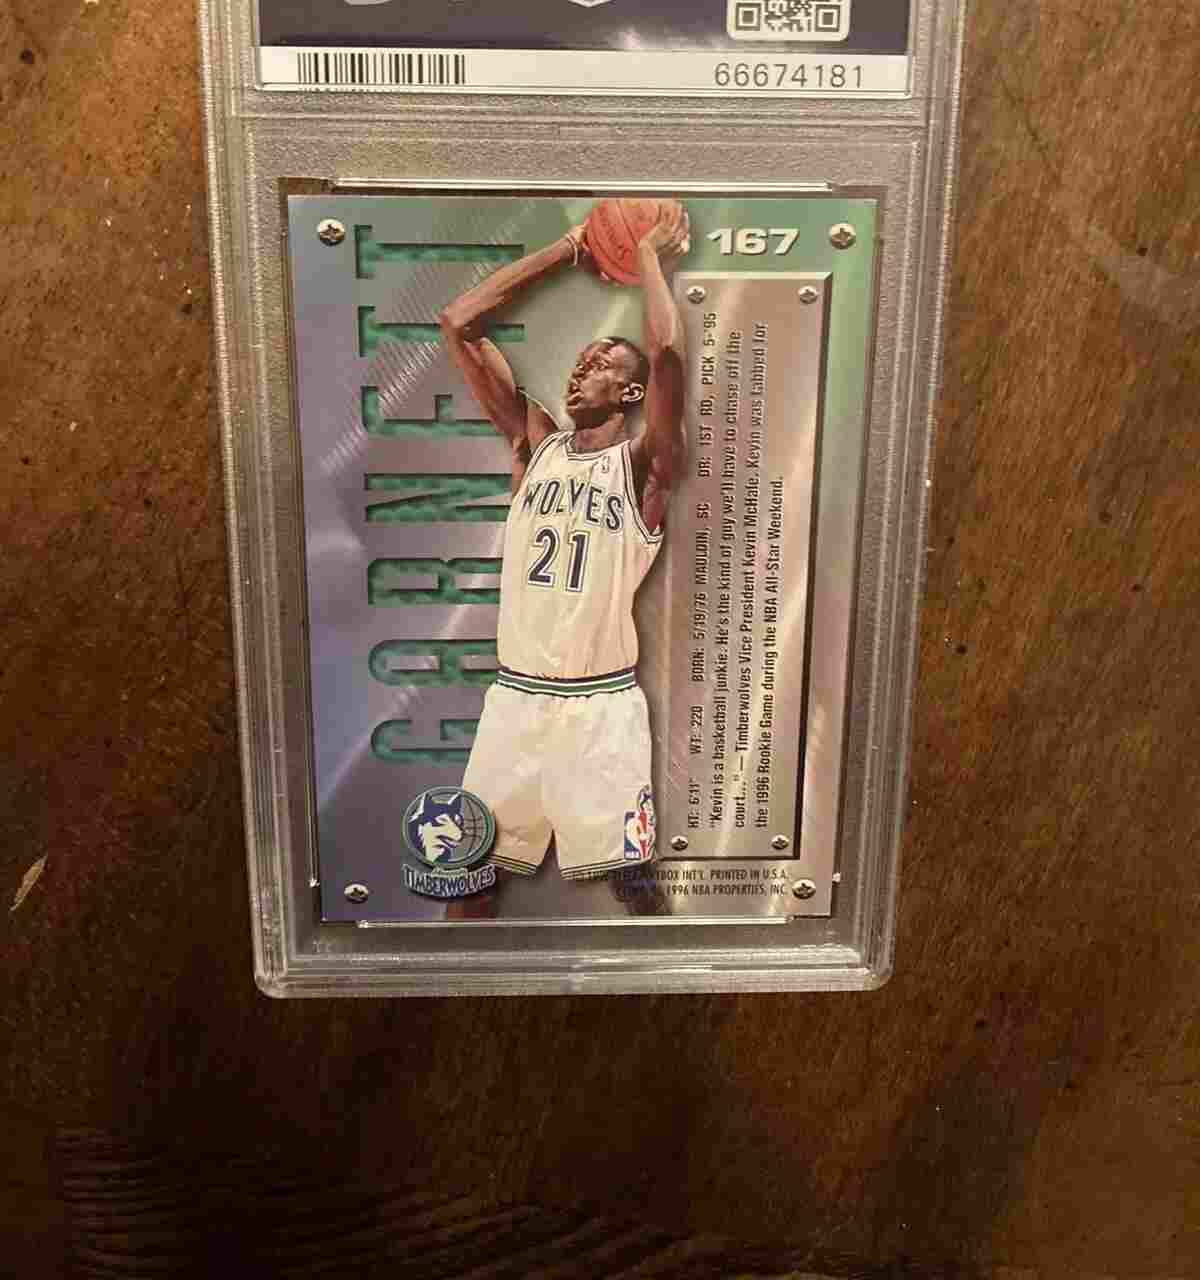 66674181
167
GARNETT
WOLVES
21
HT: 6'11" WT: 220 BORN: 5/19/76 MAULDIN, SC DR: 1ST RD, PICK 5-'95
"Kevin is a basketball junkie. He's the kind of guy we'll have to chase off the
court..." — Timberwolves Vice President Kevin McHale. Kevin was tabbed for
the 1996 Rookie Game during the NBA All-Star Weekend.
TIMBERWOLVES
NBA
INT'L. PRINTED IN U.S.A.
1996 NBA PROPERTIES, INC.